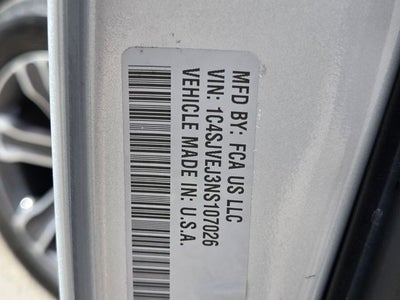 MFD BY: FCA US LLC
VIN: 1C4SJVEJ3NS107026
VEHICLE MADE IN: U.S.A.